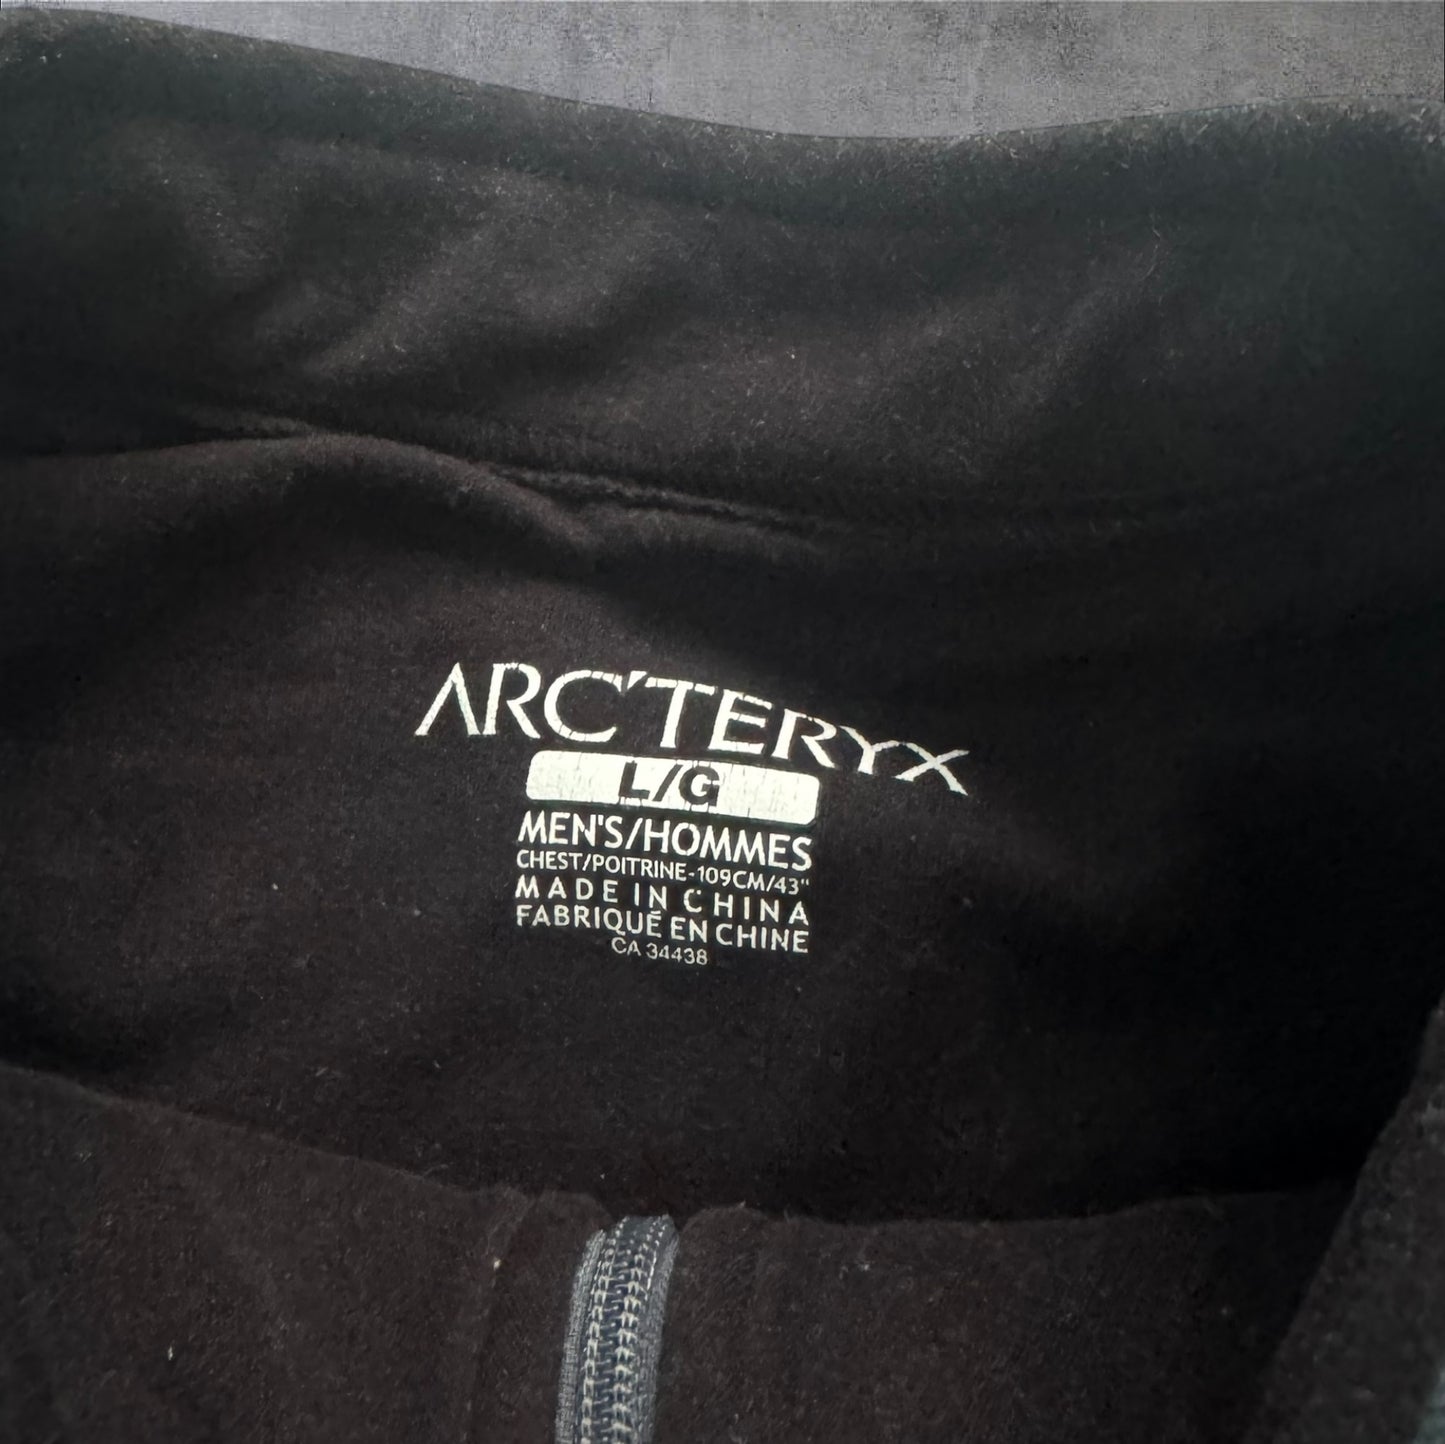 ARC'TERYX
L/G
MEN'S/HOMMES
CHEST/POITRINE-109CM/43"
MADE IN CHINA
FABRIQUÉ EN CHINE
CA 34438